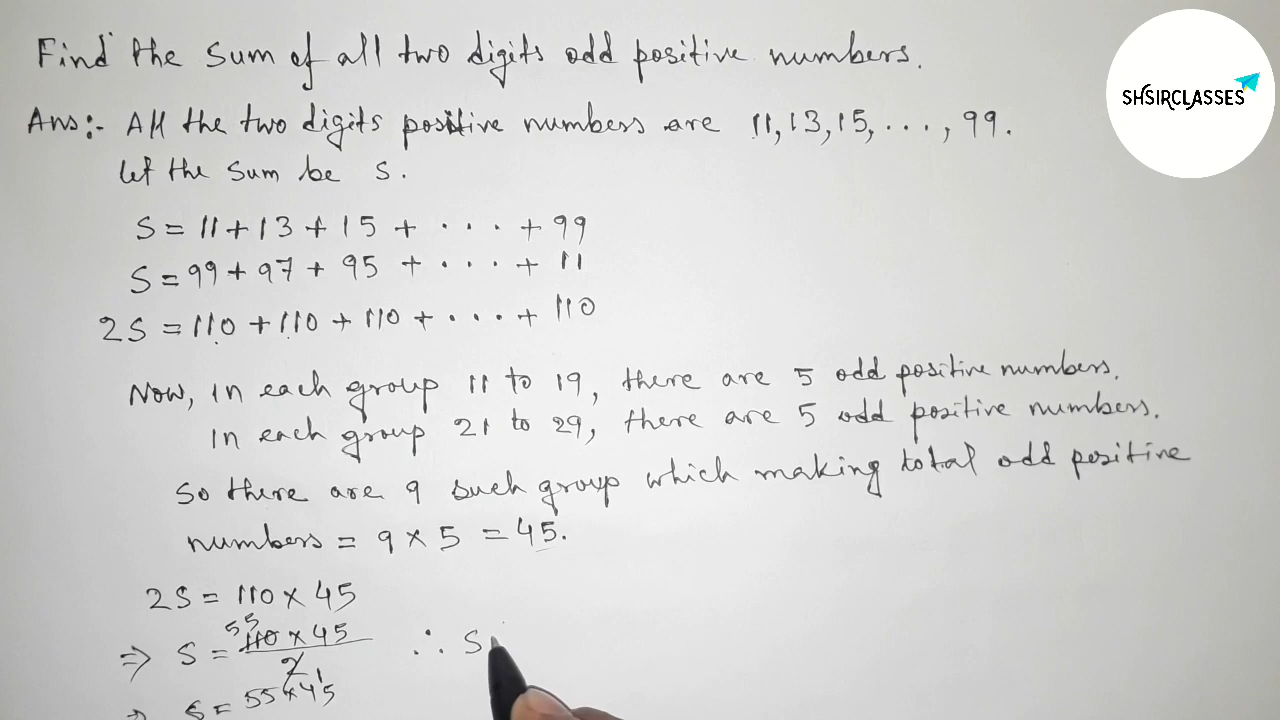 Find the sum of all two digits odd positive numbers.
SHSIRCLASSES
Ans:- All the two digits positive numbers are 11, 13, 15, ..., 99.
Let the sum be S.
S = 11 + 13 + 15 + ... + 99
S = 99 + 97 + 95 + ... + 11
2S = 110 + 110 + 110 + ... + 110
Now, in each group 11 to 19, there are 5 odd positive numbers.
In each group 21 to 29, there are 5 odd positive numbers.
So there are 9 such group which making total odd positive
numbers = 9 × 5 = 45.
2S = 110 × 45
55
⇒ S = 110 × 45 ∴ S
2
1
S = 55 × 45